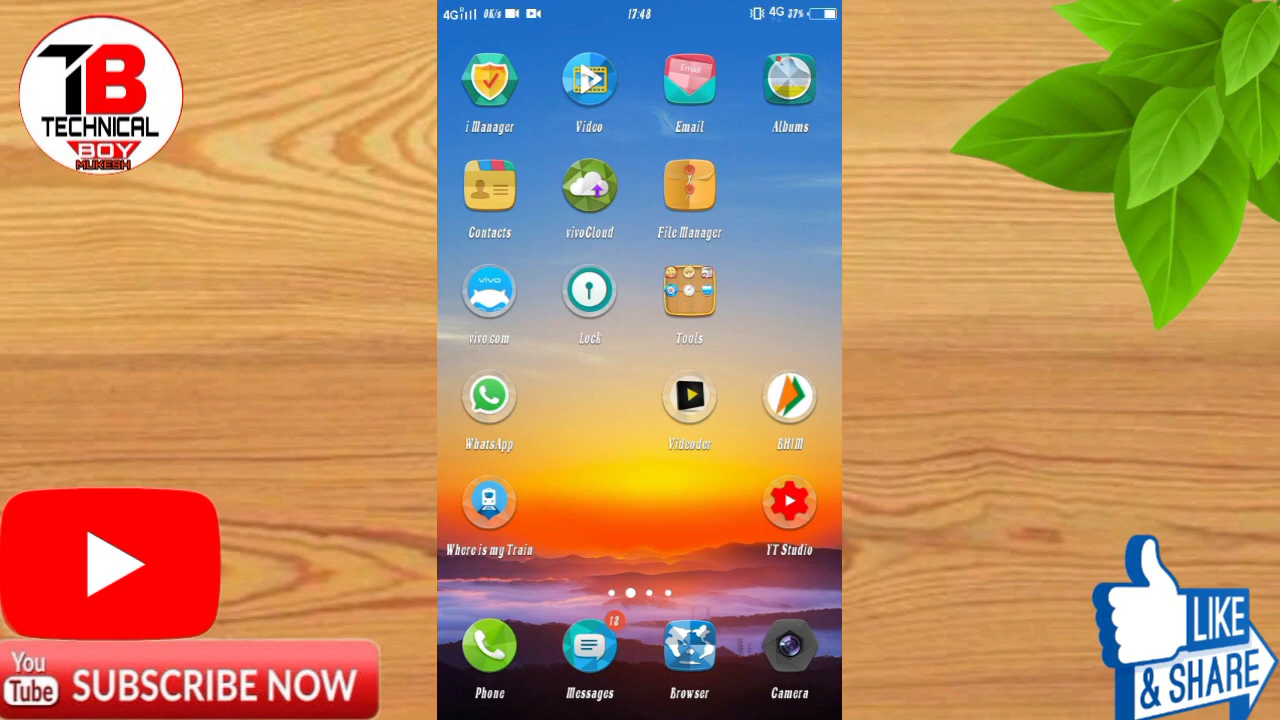 TB
TECHNICAL
BOY
MUKESH
4G R 0K/s 17:48 4G 37%
i Manager Video Email Albums
Email
Contacts vivoCloud File Manager
vivo
vivo.com Lock Tools
WhatsApp Videoder BHIM
Where is my Train YT Studio
12
Phone Messages Browser Camera
You
Tube SUBSCRIBE NOW
LIKE
& SHARE